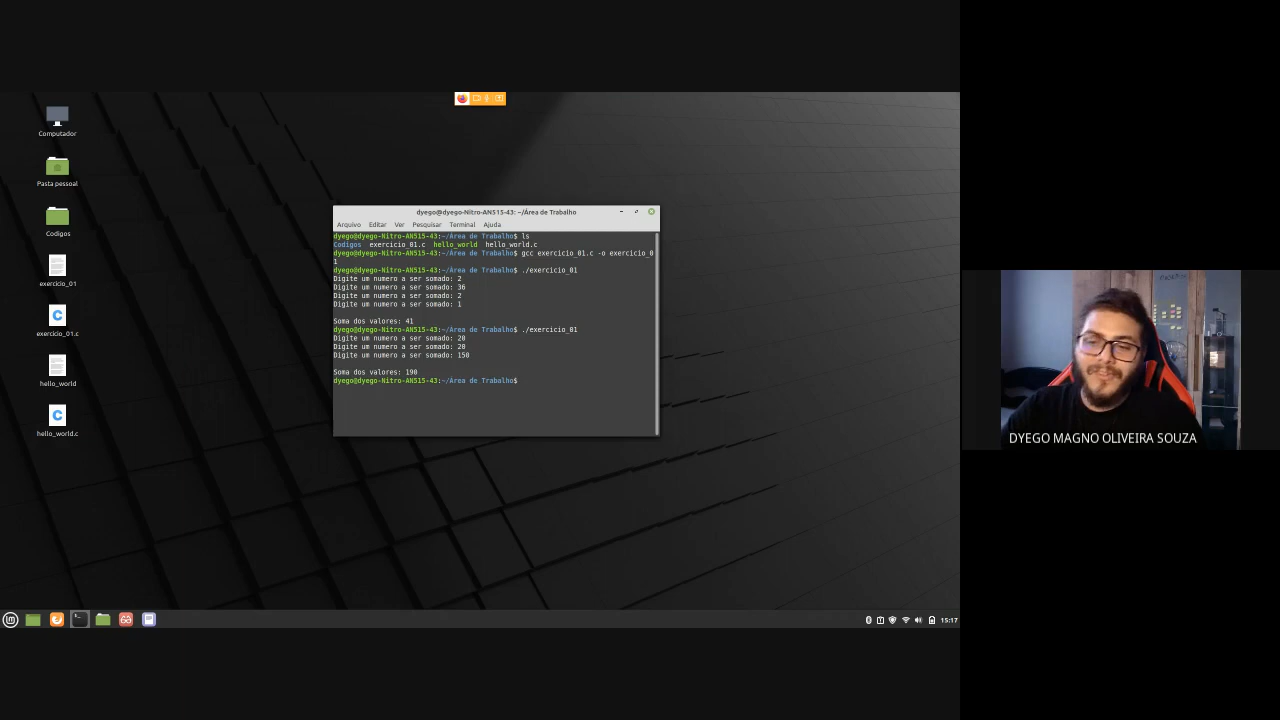 Computador
Pasta pessoal
Codigos
exercicio_01
exercicio_01.c
hello_world
hello_world.c
dyego@dyego-Nitro-AN515-43: ~/Área de Trabalho
Arquivo Editar Ver Pesquisar Terminal Ajuda
dyego@dyego-Nitro-AN515-43:~/Área de Trabalho$ ls
Codigos exercicio_01.c hello_world hello_world.c
dyego@dyego-Nitro-AN515-43:~/Área de Trabalho$ gcc exercicio_01.c -o exercicio_0
1
dyego@dyego-Nitro-AN515-43:~/Área de Trabalho$ ./exercicio_01
Digite um numero a ser somado: 2
Digite um numero a ser somado: 36
Digite um numero a ser somado: 2
Digite um numero a ser somado: 1
Soma dos valores: 41
dyego@dyego-Nitro-AN515-43:~/Área de Trabalho$ ./exercicio_01
Digite um numero a ser somado: 20
Digite um numero a ser somado: 20
Digite um numero a ser somado: 150
Soma dos valores: 190
dyego@dyego-Nitro-AN515-43:~/Área de Trabalho$
15:17
DYEGO MAGNO OLIVEIRA SOUZA